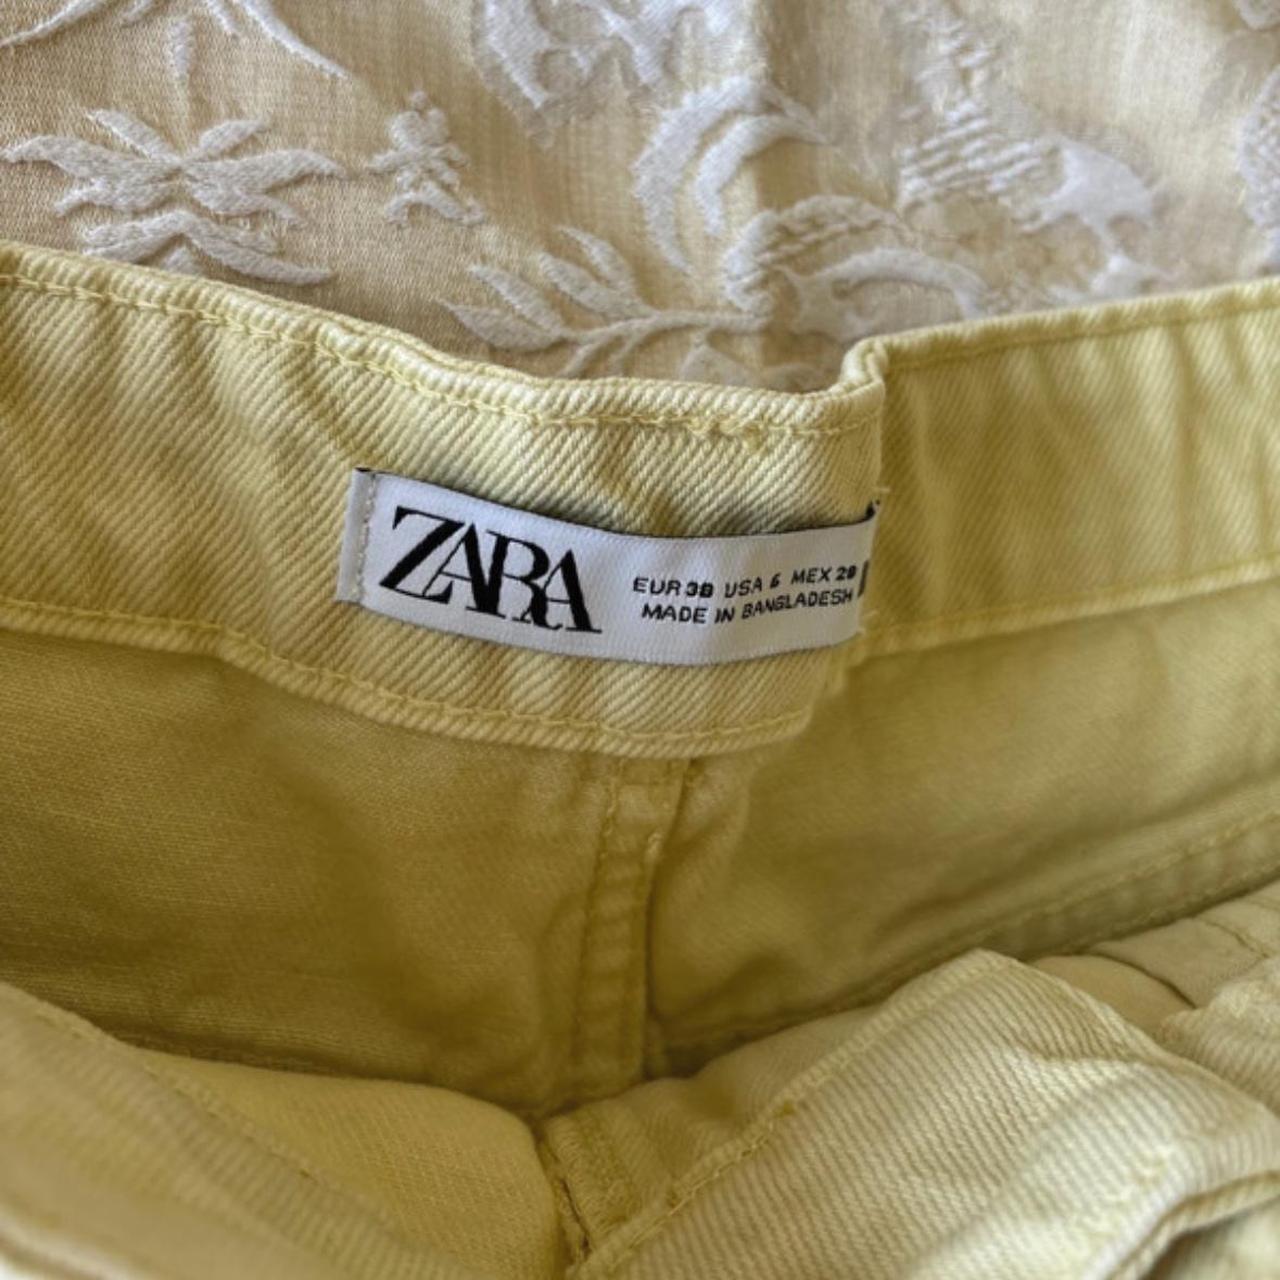 ZARA
EUR 38 USA 6 MEX 28
MADE IN BANGLADESH